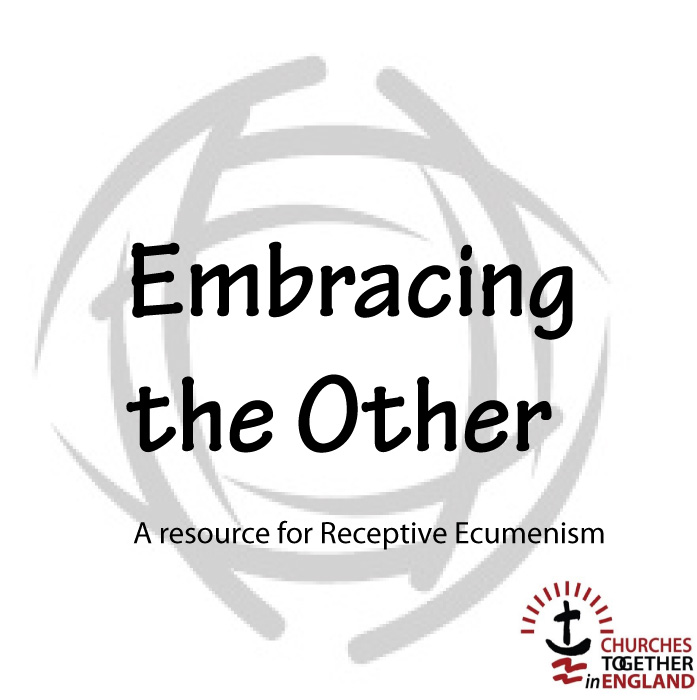 Embracing
the Other
A resource for Receptive Ecumenism
CHURCHES
TOGETHER
in ENGLAND